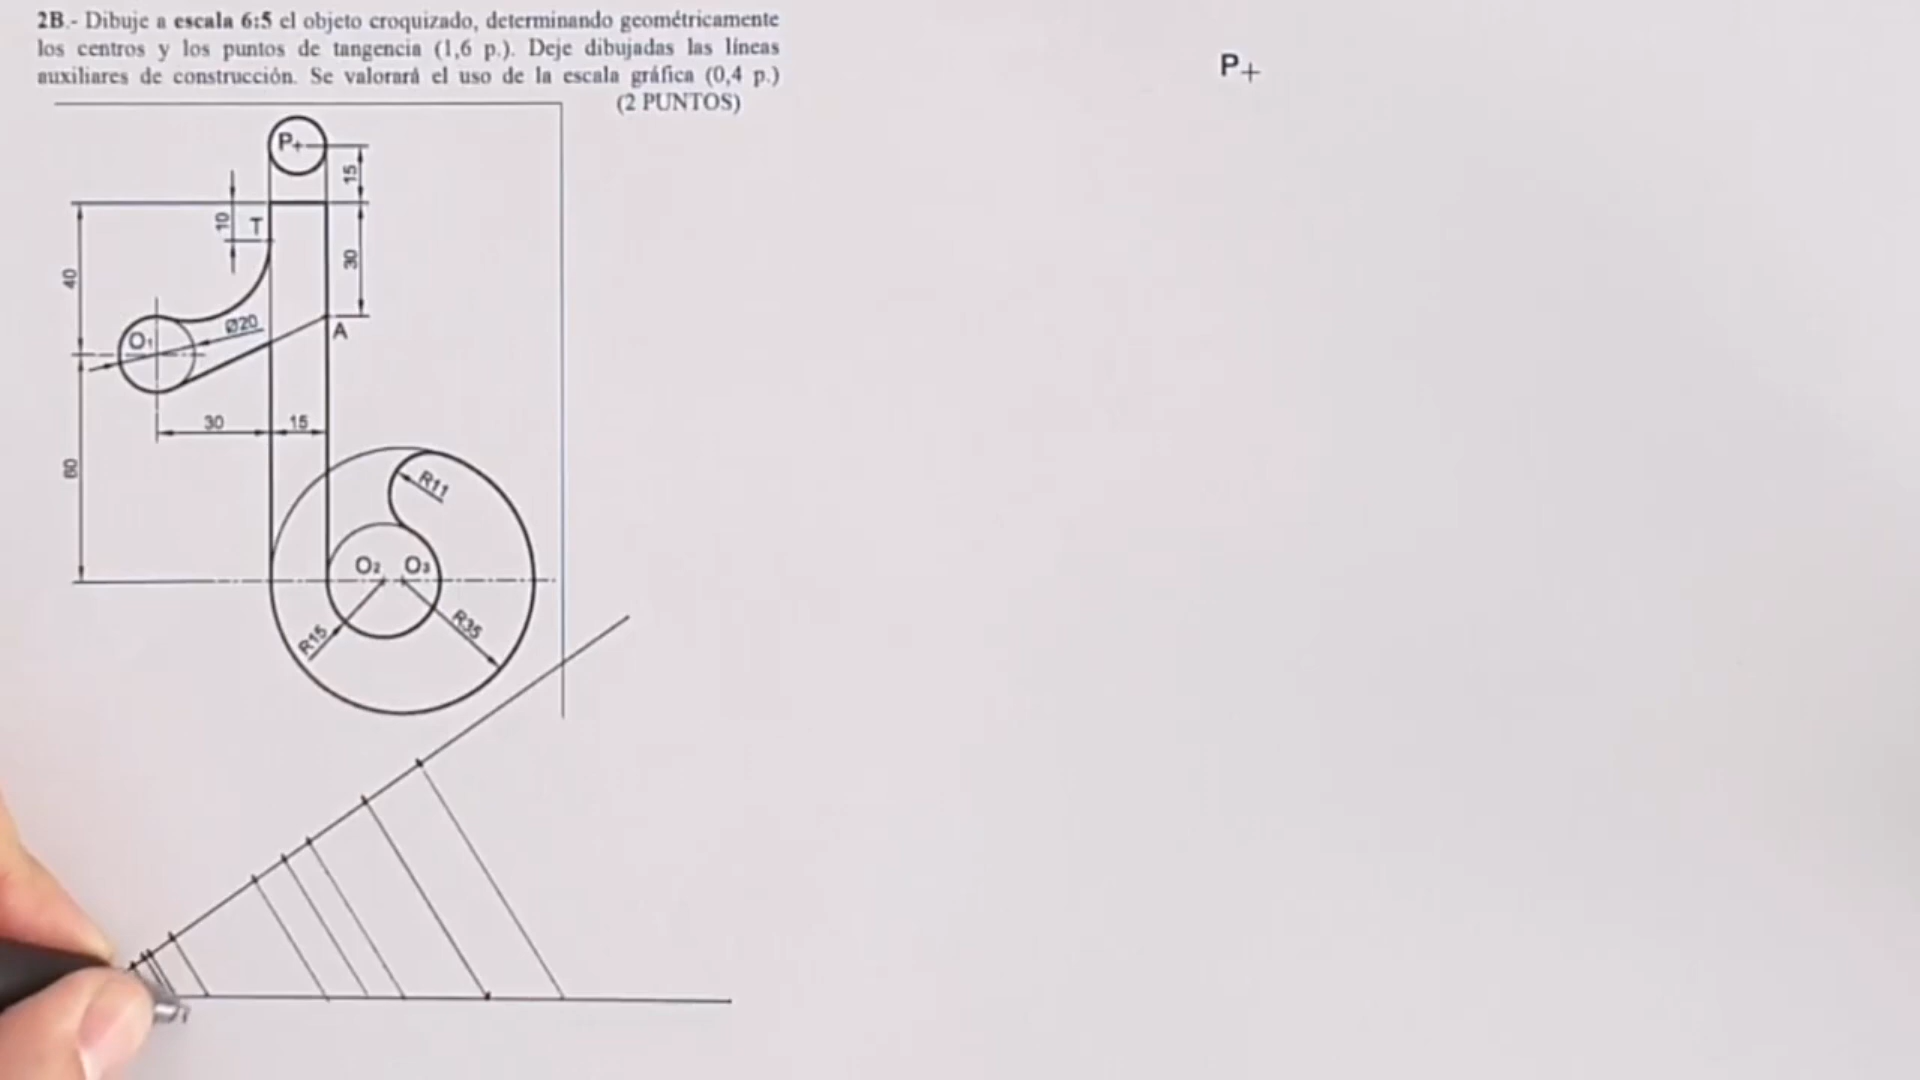 2B.- Dibuje a escala 6:5 el objeto croquizado, determinando geométricamente
los centros y los puntos de tangencia (1,6 p.). Deje dibujadas las líneas
auxiliares de construcción. Se valorará el uso de la escala gráfica (0,4 p.)
(2 PUNTOS)
P+
P+
15
10
T
30
40
Ø20
O1
A
30
15
60
R11
O2
O3
R15
R35